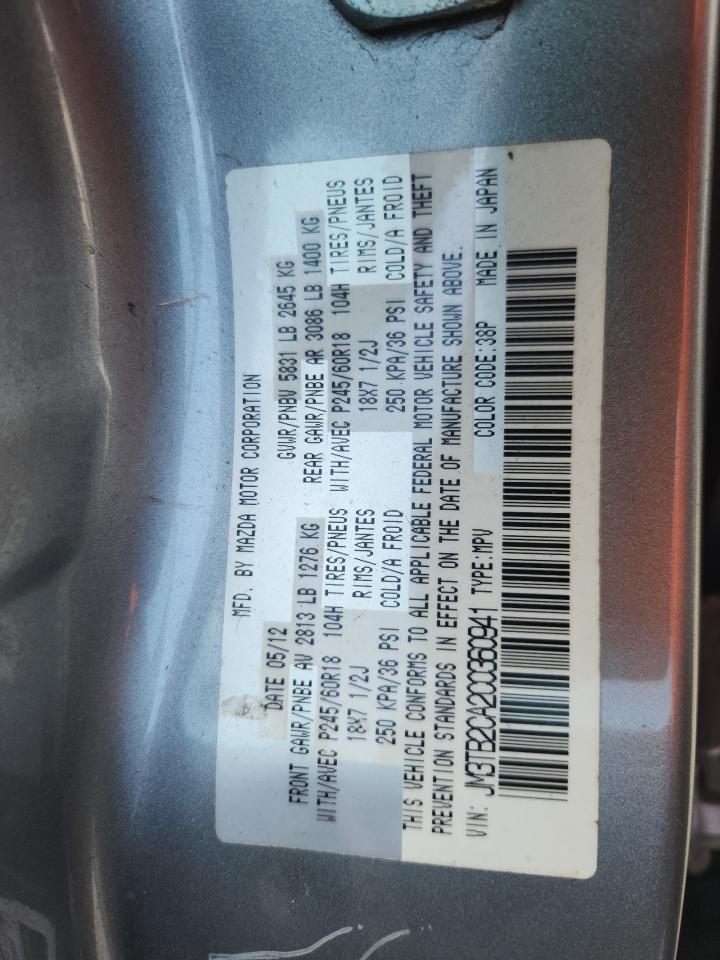 MFD. BY MAZDA MOTOR CORPORATION
DATE 05/12 GVWR/PNBV 5831 LB 2645 KG
FRONT GAWR/PNBE AV 2813 LB 1276 KG REAR GAWR/PNBE AR 3086 LB 1400 KG
WITH/AVEC P245/60R18 104H TIRES/PNEUS WITH/AVEC P245/60R18 104H TIRES/PNEUS
18X7 1/2J RIMS/JANTES 18X7 1/2J RIMS/JANTES
250 KPA/36 PSI COLD/A FROID 250 KPA/36 PSI COLD/A FROID
THIS VEHICLE CONFORMS TO ALL APPLICABLE FEDERAL MOTOR VEHICLE SAFETY AND THEFT
PREVENTION STANDARDS IN EFFECT ON THE DATE OF MANUFACTURE SHOWN ABOVE.
VIN: JM3TB2CA2C0360941 TYPE:MPV COLOR CODE:38P MADE IN JAPAN